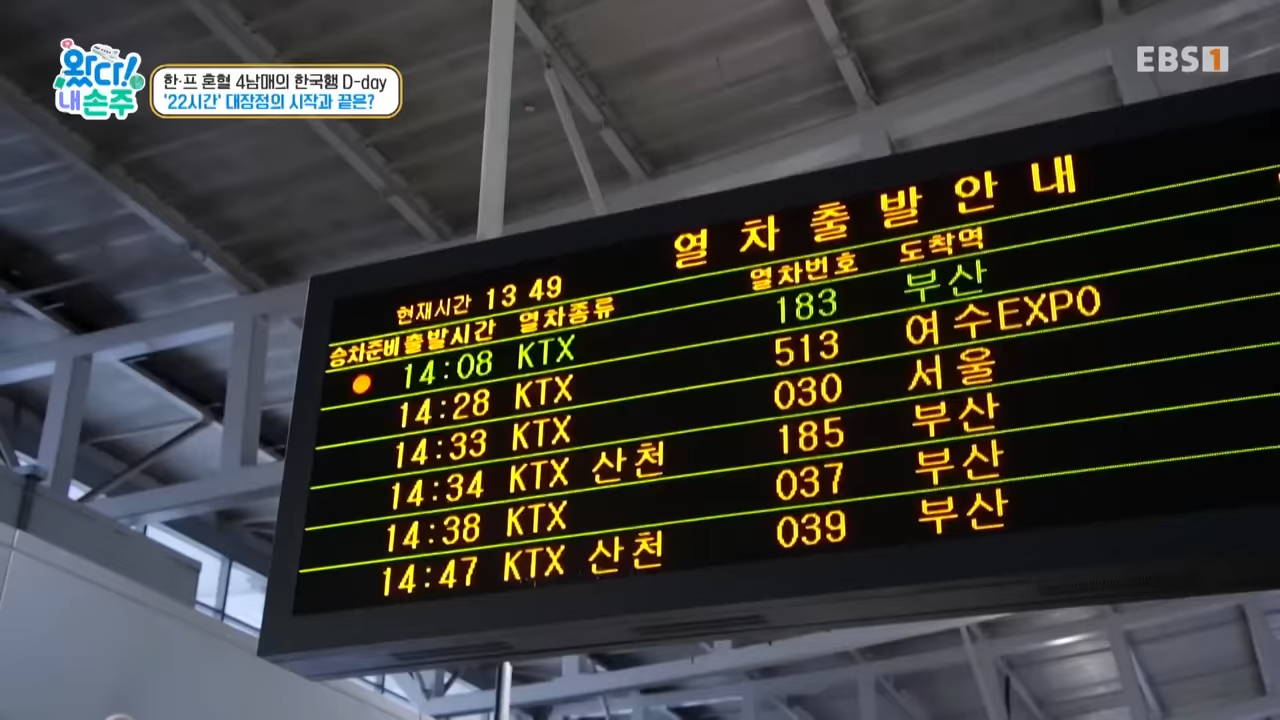 왔다! 내 손주
한·프 혼혈 4남매의 한국행 D-day
'22시간' 대장정의 시작과 끝은?
EBS1
열차출발안내
현재시간 13 49
승차준비 출발시간 열차종류 열차번호 도착역
14:08 KTX 183 부산
14:28 KTX 513 여수EXPO
14:33 KTX 030 서울
14:34 KTX 산천 185 부산
14:38 KTX 037 부산
14:47 KTX 산천 039 부산